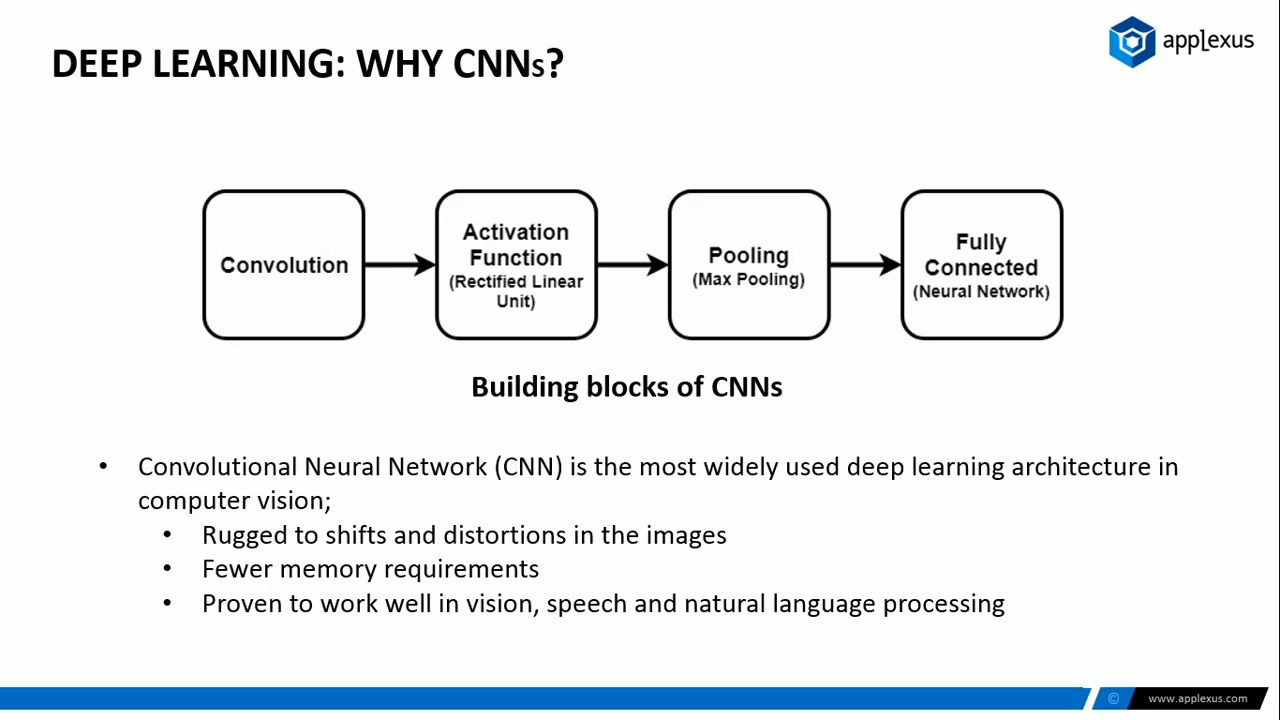 DEEP LEARNING: WHY CNNs?
applexus
Convolution
Activation
Function
(Rectified Linear
Unit)
Pooling
(Max Pooling)
Fully
Connected
(Neural Network)
Building blocks of CNNs
• Convolutional Neural Network (CNN) is the most widely used deep learning architecture in
computer vision;
• Rugged to shifts and distortions in the images
• Fewer memory requirements
• Proven to work well in vision, speech and natural language processing
© www.applexus.com